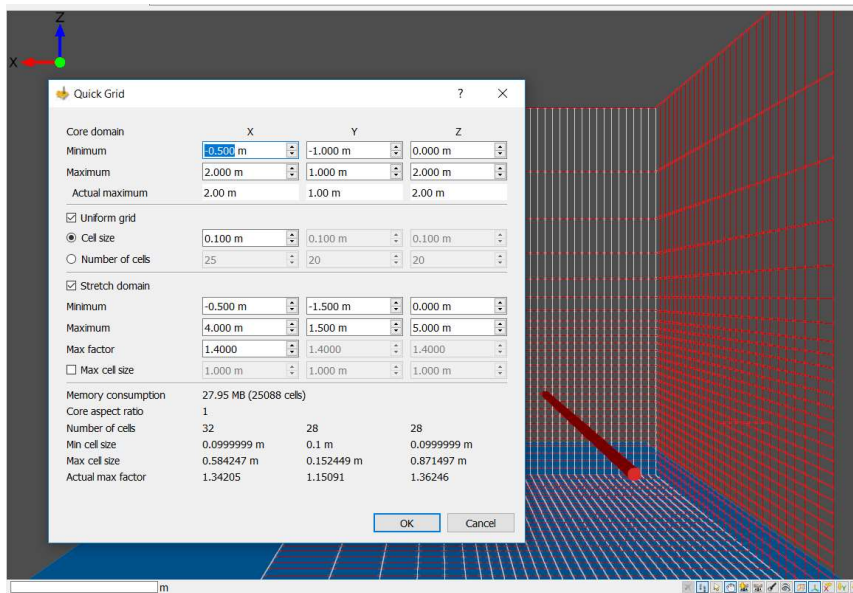 Z
X
Quick Grid ? ×
Core domain X Y Z
Minimum -0.500 m -1.000 m 0.000 m
Maximum 2.000 m 1.000 m 2.000 m
Actual maximum 2.00 m 1.00 m 2.00 m
Uniform grid
Cell size 0.100 m 0.100 m 0.100 m
Number of cells 25 20 20
Stretch domain
Minimum -0.500 m -1.500 m 0.000 m
Maximum 4.000 m 1.500 m 5.000 m
Max factor 1.4000 1.4000 1.4000
Max cell size 1.000 m 1.000 m 1.000 m
Memory consumption 27.95 MB (25088 cells)
Core aspect ratio 1
Number of cells 32 28 28
Min cell size 0.0999999 m 0.1 m 0.0999999 m
Max cell size 0.584247 m 0.152449 m 0.871497 m
Actual max factor 1.34205 1.15091 1.36246
OK Cancel
m